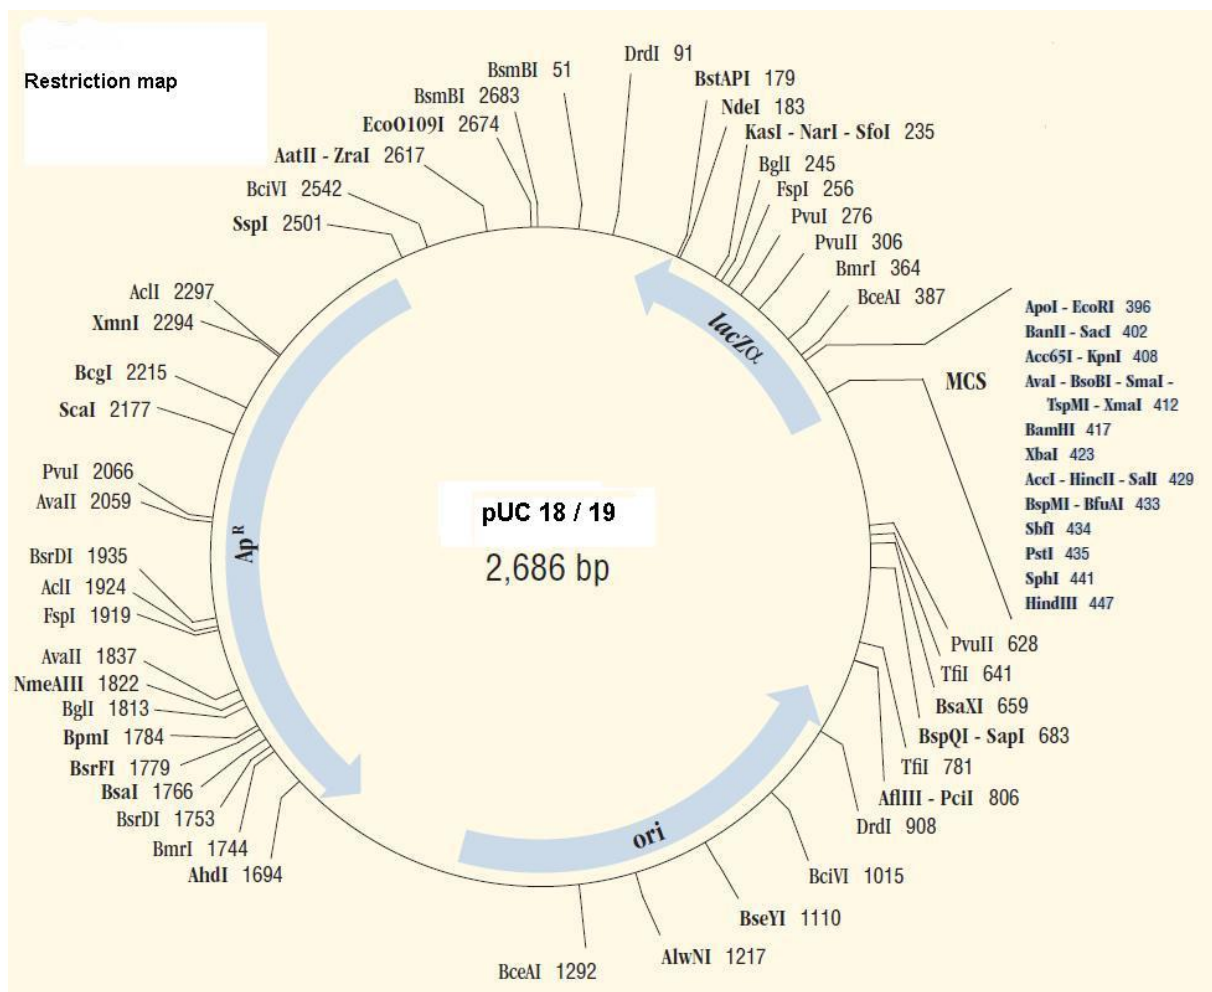 Restriction map
BsmBI 51
BsmBI 2683
EcoO109I 2674
AatII - ZraI 2617
BciVI 2542
SspI 2501
AclI 2297
XmnI 2294
BcgI 2215
ScaI 2177
PvuI 2066
AvaII 2059
BsrDI 1935
AclI 1924
FspI 1919
AvaII 1837
NmeAIII 1822
BglI 1813
BpmI 1784
BsrFI 1779
BsaI 1766
BsrDI 1753
BmrI 1744
AhdI 1694
DrdI 91
BstAPI 179
NdeI 183
KasI - NarI - SfoI 235
BglI 245
FspI 256
PvuI 276
PvuII 306
BmrI 364
BceAI 387
MCS
ApoI - EcoRI 396
BanII - SacI 402
Acc65I - KpnI 408
AvaI - BsoBI - SmaI -
TspMI - XmaI 412
BamHI 417
XbaI 423
AccI - HincII - SalI 429
BspMI - BfuAI 433
SbfI 434
PstI 435
SphI 441
HindIII 447
PvuII 628
TfiI 641
BsaXI 659
BspQI - SapI 683
TfiI 781
AflIII - PciI 806
DrdI 908
BciVI 1015
BseYI 1110
AlwNI 1217
BceAI 1292
lacZα
ApR
ori
pUC 18 / 19
2,686 bp